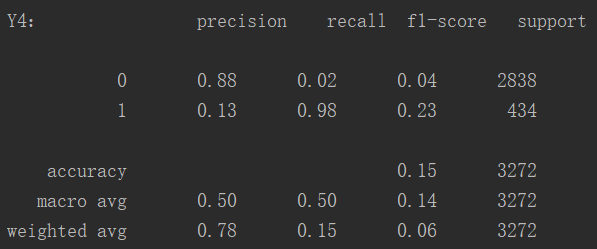 Y4: precision recall f1-score support
0 0.88 0.02 0.04 2838
1 0.13 0.98 0.23 434
accuracy 0.15 3272
macro avg 0.50 0.50 0.14 3272
weighted avg 0.78 0.15 0.06 3272